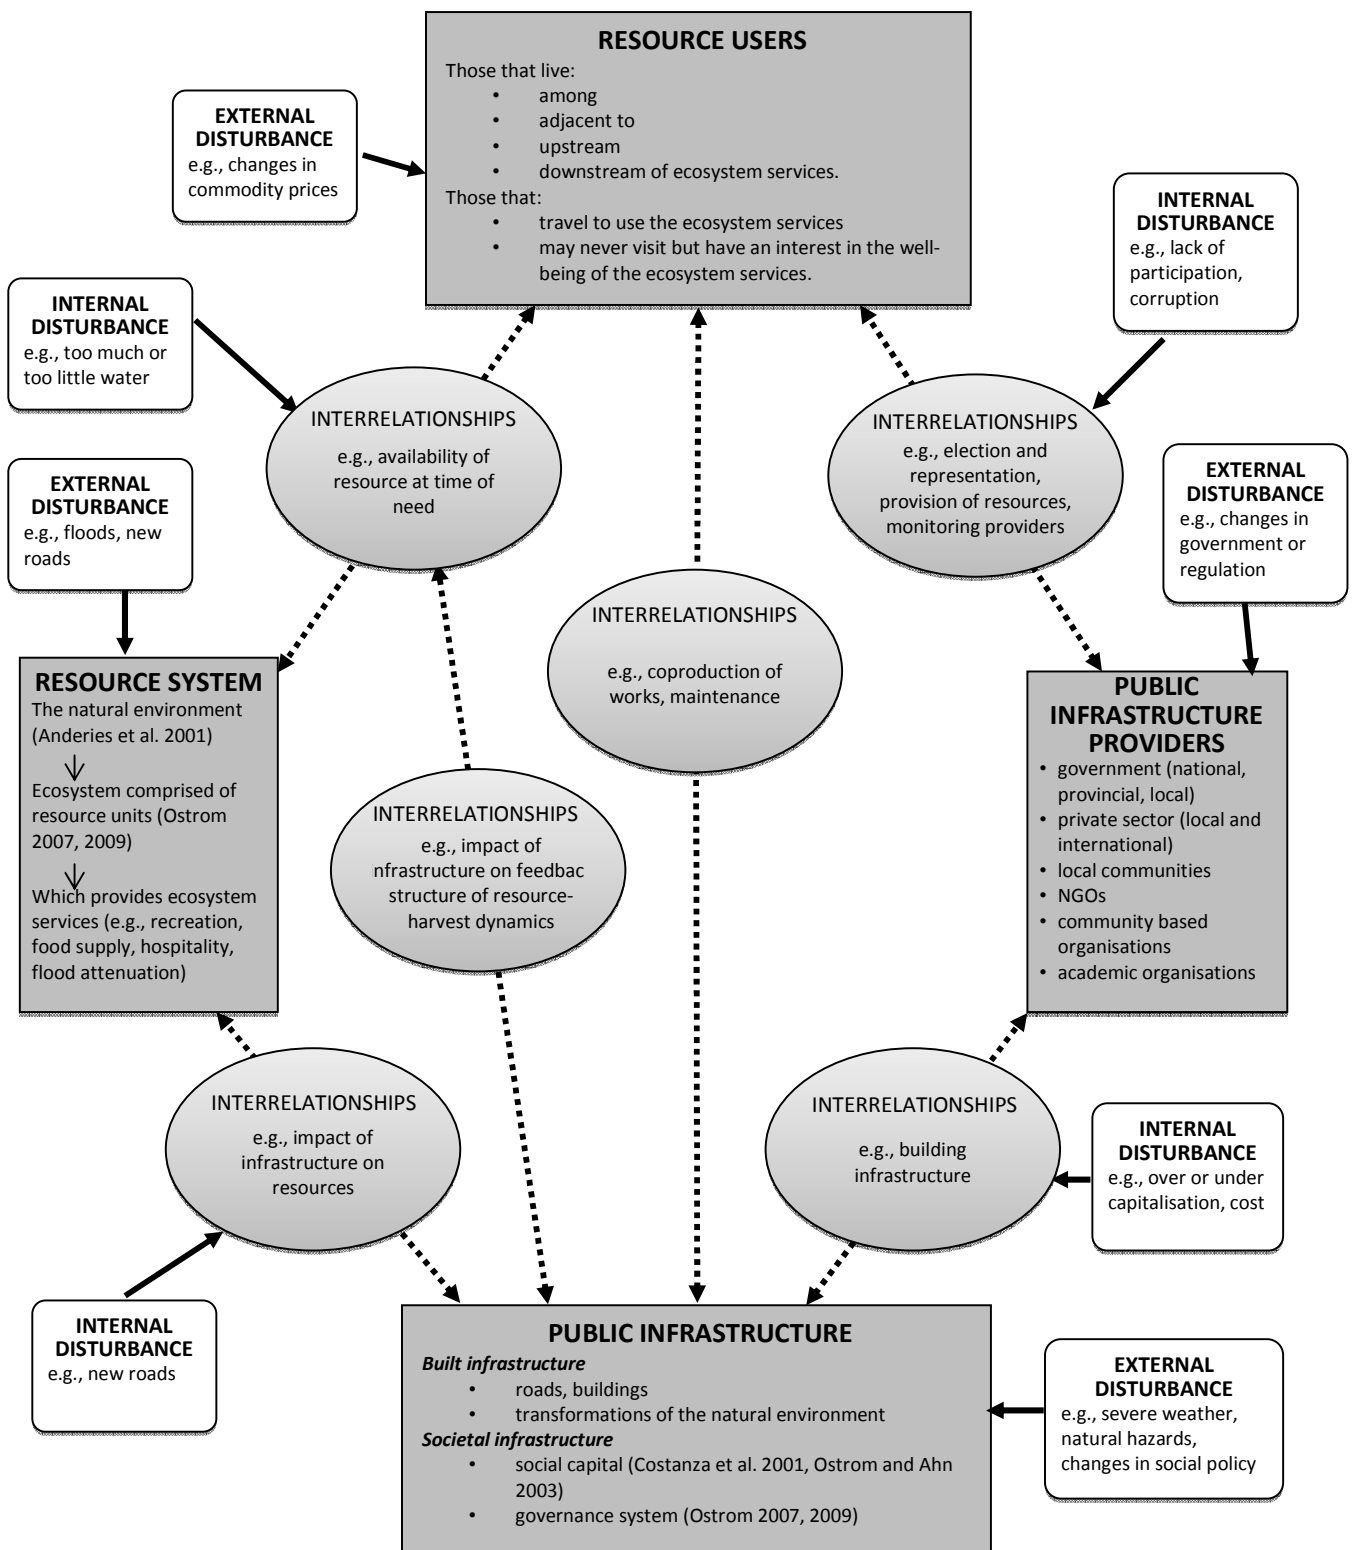 RESOURCE USERS
Those that live:
• among
• adjacent to
• upstream
• downstream of ecosystem services.
Those that:
• travel to use the ecosystem services
• may never visit but have an interest in the well-
being of the ecosystem services.
EXTERNAL
DISTURBANCE
e.g., changes in
commodity prices
INTERNAL
DISTURBANCE
e.g., lack of
participation,
corruption
INTERNAL
DISTURBANCE
e.g., too much or
too little water
INTERRELATIONSHIPS
e.g., availability of
resource at time of
need
INTERRELATIONSHIPS
e.g., election and
representation,
provision of resources,
monitoring providers
EXTERNAL
DISTURBANCE
e.g., floods, new
roads
EXTERNAL
DISTURBANCE
e.g., changes in
government or
regulation
INTERRELATIONSHIPS
e.g., coproduction of
works, maintenance
RESOURCE SYSTEM
The natural environment
(Anderies et al. 2001)
Ecosystem comprised of
resource units (Ostrom
2007, 2009)
Which provides ecosystem
services (e.g., recreation,
food supply, hospitality,
flood attenuation)
INTERRELATIONSHIPS
e.g., impact of
nfrastructure on feedbac
structure of resource-
harvest dynamics
PUBLIC
INFRASTRUCTURE
PROVIDERS
• government (national,
provincial, local)
• private sector (local and
international)
• local communities
• NGOs
• community based
organisations
• academic organisations
INTERRELATIONSHIPS
e.g., impact of
infrastructure on
resources
INTERRELATIONSHIPS
e.g., building
infrastructure
INTERNAL
DISTURBANCE
e.g., over or under
capitalisation, cost
INTERNAL
DISTURBANCE
e.g., new roads
PUBLIC INFRASTRUCTURE
Built infrastructure
• roads, buildings
• transformations of the natural environment
Societal infrastructure
• social capital (Costanza et al. 2001, Ostrom and Ahn
2003)
• governance system (Ostrom 2007, 2009)
EXTERNAL
DISTURBANCE
e.g., severe weather,
natural hazards,
changes in social policy